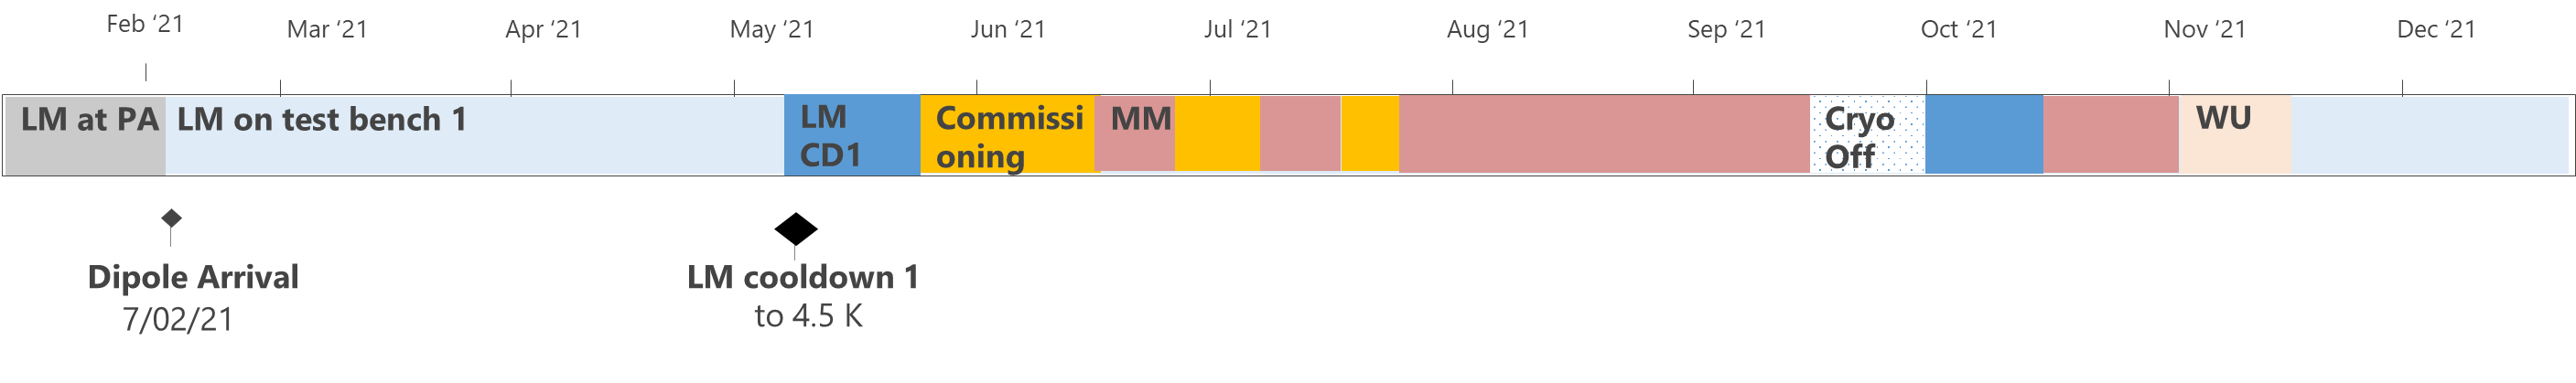 Feb ‘21
Mar ‘21
Apr ‘21
May ‘21
Jun ‘21
Jul ‘21
Aug ‘21
Sep ‘21
Oct ‘21
Nov ‘21
Dec ‘21
LM at PA
LM on test bench 1
LM
CD1
Commissi
oning
MM
Cryo
Off
WU
Dipole Arrival
7/02/21
LM cooldown 1
to 4.5 K